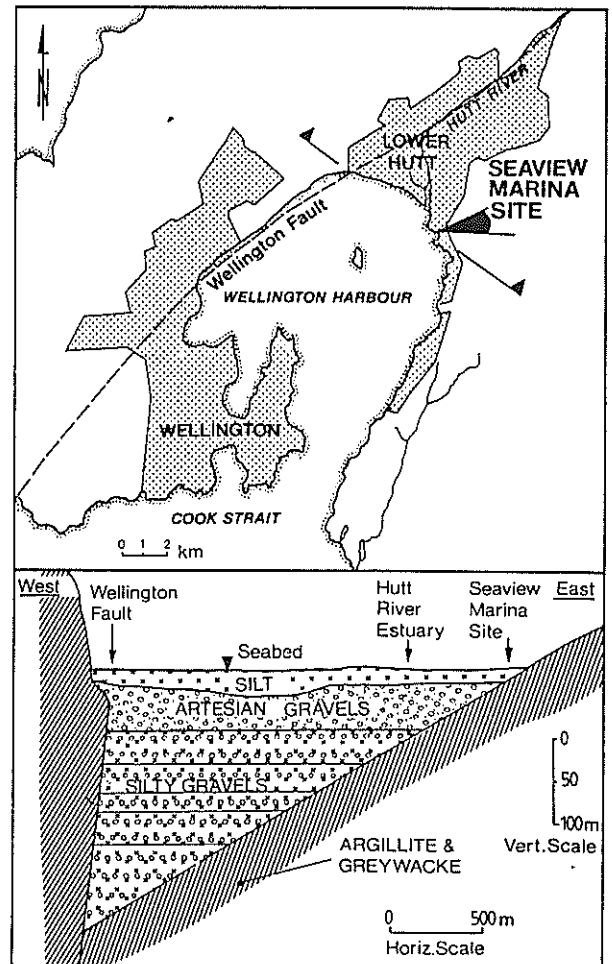 N
HUTT RIVER
LOWER
HUTT
SEAVIEW
MARINA
SITE
Wellington Fault
WELLINGTON HARBOUR
WELLINGTON
COOK STRAIT
0 1 2 km
West
Wellington
Fault
Seabed
Hutt
River
Estuary
Seaview
Marina
Site
East
SILT
ARTESIAN GRAVELS
SILTY GRAVELS
0
50
100m
Vert.Scale
ARGILLITE &
GREYWACKE
0 500m
Horiz.Scale